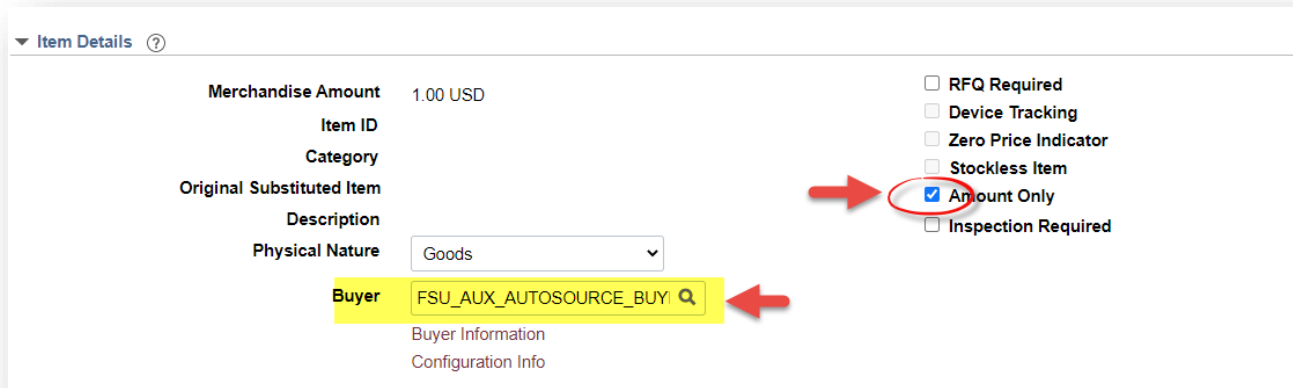 Item Details ?
Merchandise Amount 1.00 USD
Item ID
Category
Original Substituted Item
Description
Physical Nature Goods
Buyer FSU_AUX_AUTOSOURCE_BUY
Buyer Information
Configuration Info
RFQ Required
Device Tracking
Zero Price Indicator
Stockless Item
Amount Only
Inspection Required